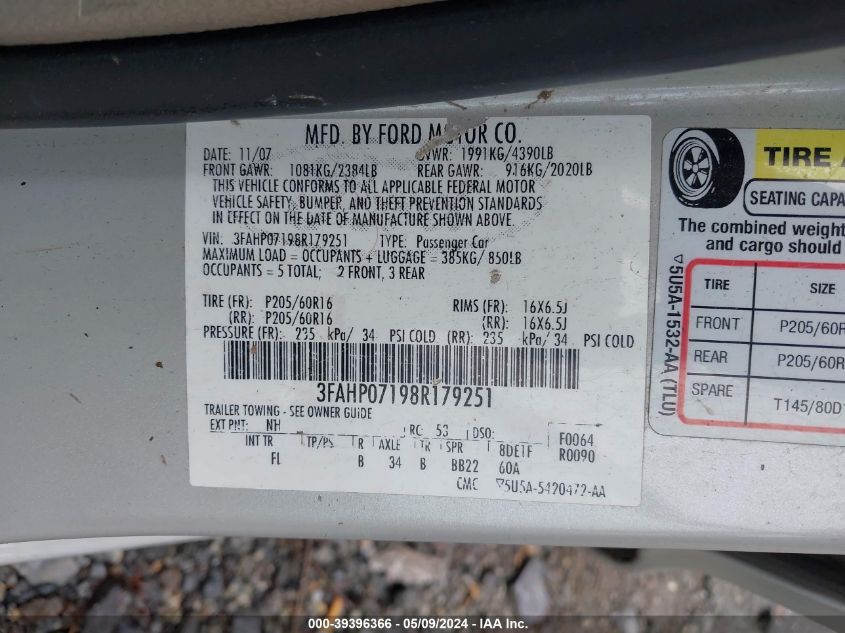 MFD. BY FORD MOTOR CO.
DATE: 11/07 GVWR: 1991KG/4390LB
FRONT GAWR: 1081KG/2384LB REAR GAWR: 916KG/2020LB
THIS VEHICLE CONFORMS TO ALL APPLICABLE FEDERAL MOTOR
VEHICLE SAFETY, BUMPER, AND THEFT PREVENTION STANDARDS
IN EFFECT ON THE DATE OF MANUFACTURE SHOWN ABOVE.
VIN: 3FAHP07198R179251 TYPE: Passenger Car
MAXIMUM LOAD = OCCUPANTS + LUGGAGE = 385KG/ 850LB
OCCUPANTS = 5 TOTAL; 2 FRONT, 3 REAR
TIRE (FR): P205/60R16 RIMS (FR): 16X6.5J
(RR): P205/60R16 (RR): 16X6.5J
PRESSURE (FR): 235 kPa/ 34 PSI COLD (RR): 235 kPa/ 34 PSI COLD
3FAHP07198R179251
TRAILER TOWING - SEE OWNER GUIDE
EXT PNT: NH RC: 53 DSO: F0064
INT TR TP/PS R AXLE TR SPR 8DETF R0090
FL B 34 B BB22 60A
CMC ▽5U5A-5420472-AA
TIRE A
SEATING CAPA
The combined weight
and cargo should
▽5U5A-1532-AA (TLU)
TIRE SIZE
FRONT P205/60R
REAR P205/60R
SPARE T145/80D
000-39396366 - 05/09/2024 - IAA Inc.